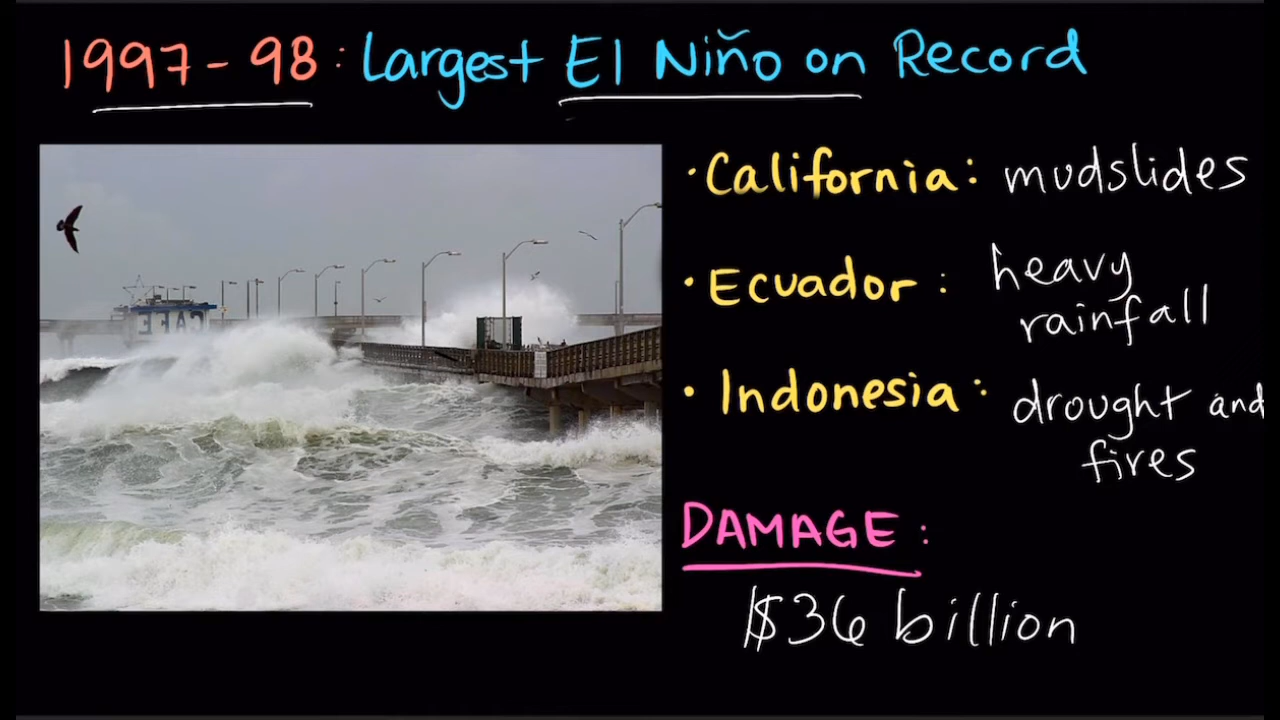 1997-98: Largest El Niño on Record
CAFE
• California: mudslides
• Ecuador: heavy
rainfall
• Indonesia: drought and
fires
DAMAGE:
$36 billion